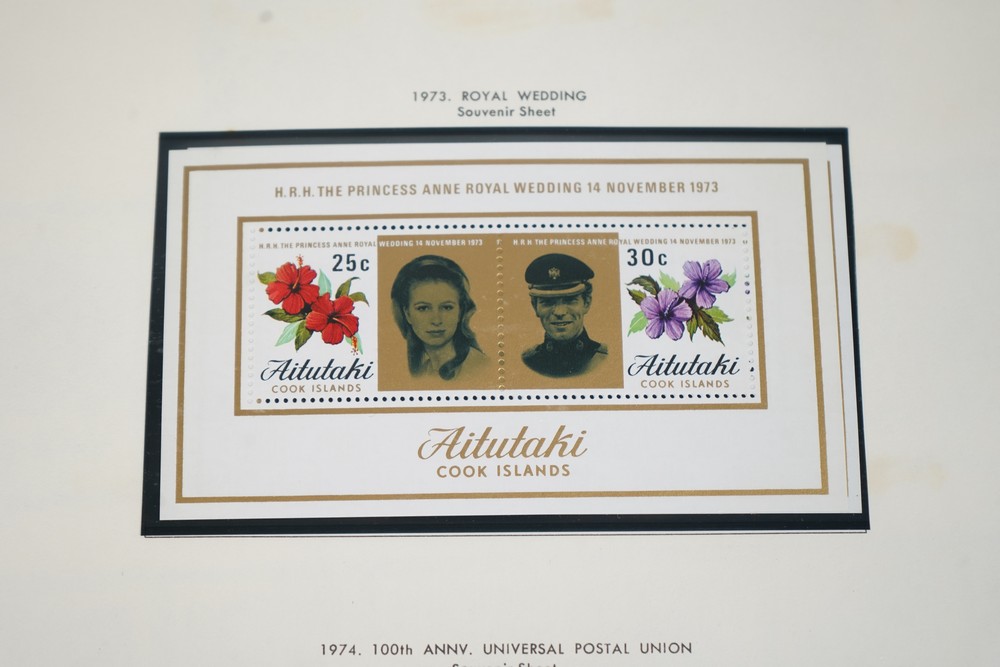 1973. ROYAL WEDDING
Souvenir Sheet
H.R.H. THE PRINCESS ANNE ROYAL WEDDING 14 NOVEMBER 1973
H.R.H. THE PRINCESS ANNE ROYAL WEDDING 14 NOVEMBER 1973
25c
Aitutaki
COOK ISLANDS
H.R.H. THE PRINCESS ANNE ROYAL WEDDING 14 NOVEMBER 1973
30c
Aitutaki
COOK ISLANDS
Aitutaki
COOK ISLANDS
1974. 100th ANNV. UNIVERSAL POSTAL UNION
Souvenir Sheet